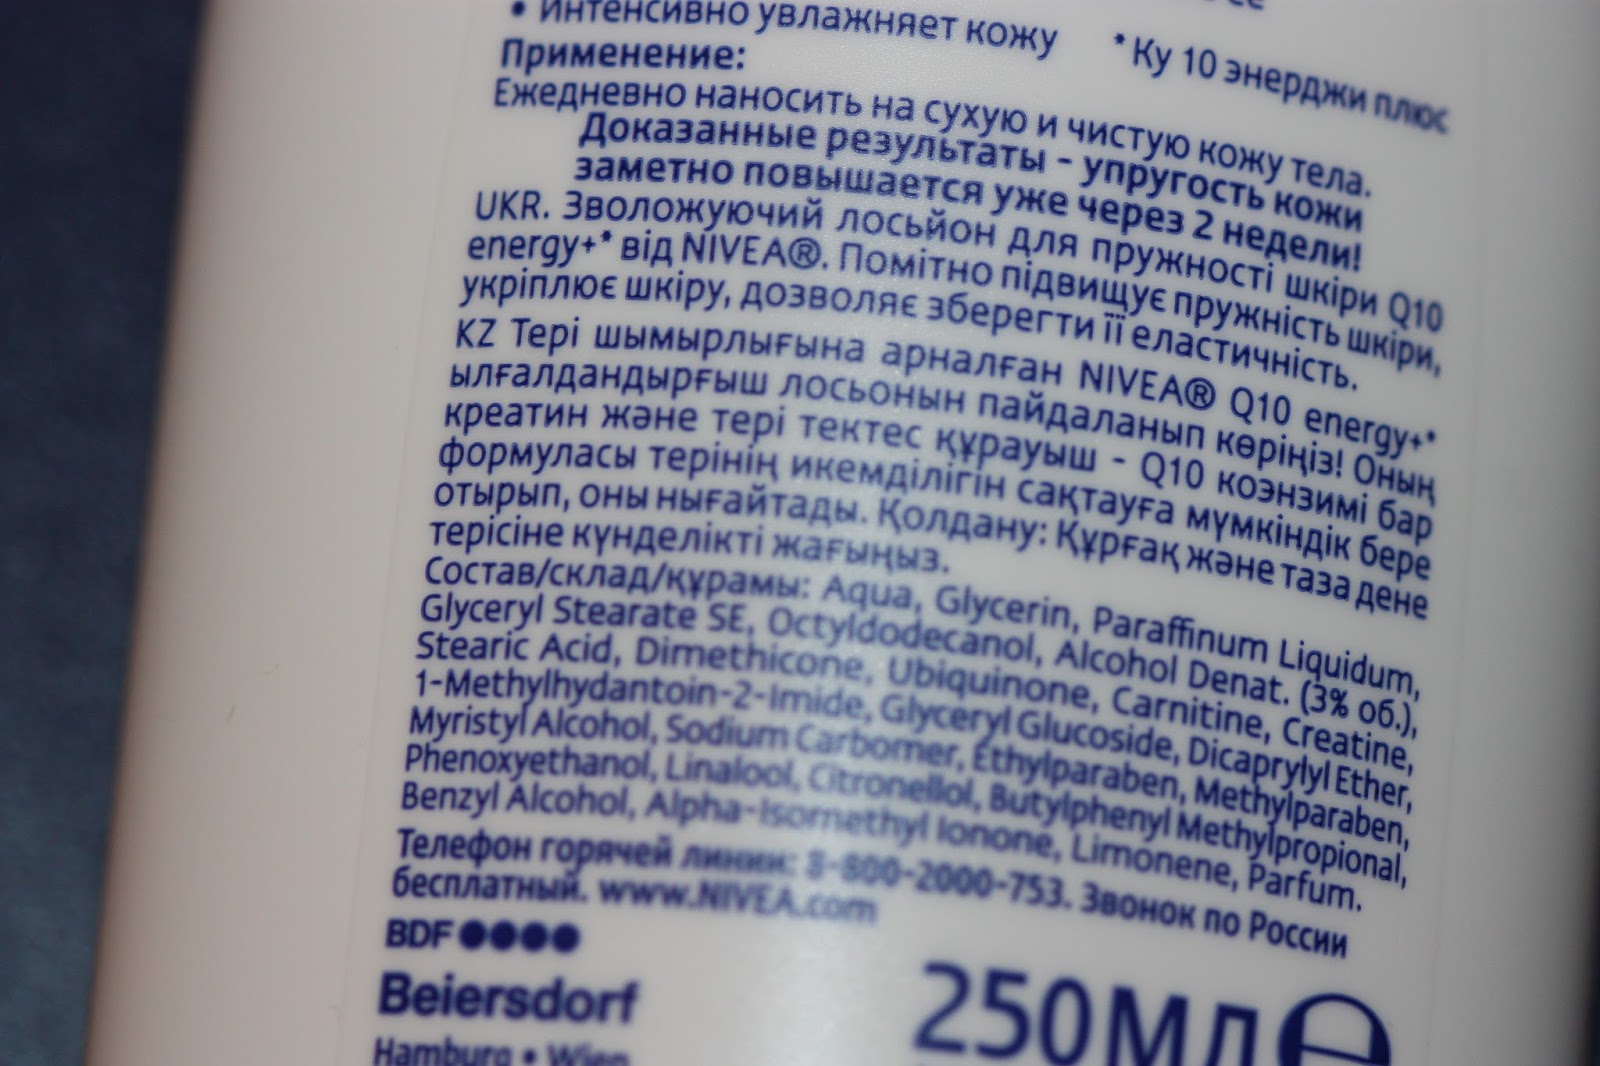 • Интенсивно увлажняет кожу * Ку 10 энерджи плюс
Применение:
Ежедневно наносить на сухую и чистую кожу тела.
Доказанные результаты - упругость кожи
заметно повышается уже через 2 недели!
UKR. Зволожуючий лосьйон для пружності шкіри Q10
energy+* від NIVEA®. Помітно підвищує пружність шкіри,
укріплює шкіру, дозволяє зберегти її еластичність.
KZ Тері шымырлығына арналған NIVEA® Q10 energy+*
ылғалдандырғыш лосьонын пайдаланып көріңіз! Оның
креатин және тері тектес құрауыш - Q10 коэнзимі бар
формуласы терінің икемділігін сақтауға мүмкіндік бере
отырып, оны нығайтады. Қолдану: Құрғақ және таза дене
терісіне күнделікті жағыңыз.
Состав/склад/құрамы: Aqua, Glycerin, Paraffinum Liquidum,
Glyceryl Stearate SE, Octyldodecanol, Alcohol Denat. (3% об.),
Stearic Acid, Dimethicone, Ubiquinone, Carnitine, Creatine,
1-Methylhydantoin-2-Imide, Glyceryl Glucoside, Dicaprylyl Ether,
Myristyl Alcohol, Sodium Carbomer, Ethylparaben, Methylparaben,
Phenoxyethanol, Linalool, Citronellol, Butylphenyl Methylpropional,
Benzyl Alcohol, Alpha-Isomethyl Ionone, Limonene, Parfum.
Телефон горячей линии: 8-800-2000-753. Звонок по России
бесплатный. www.NIVEA.com
BDF ●●●●
Beiersdorf
250МЛ ℮
Hamburg • Wien